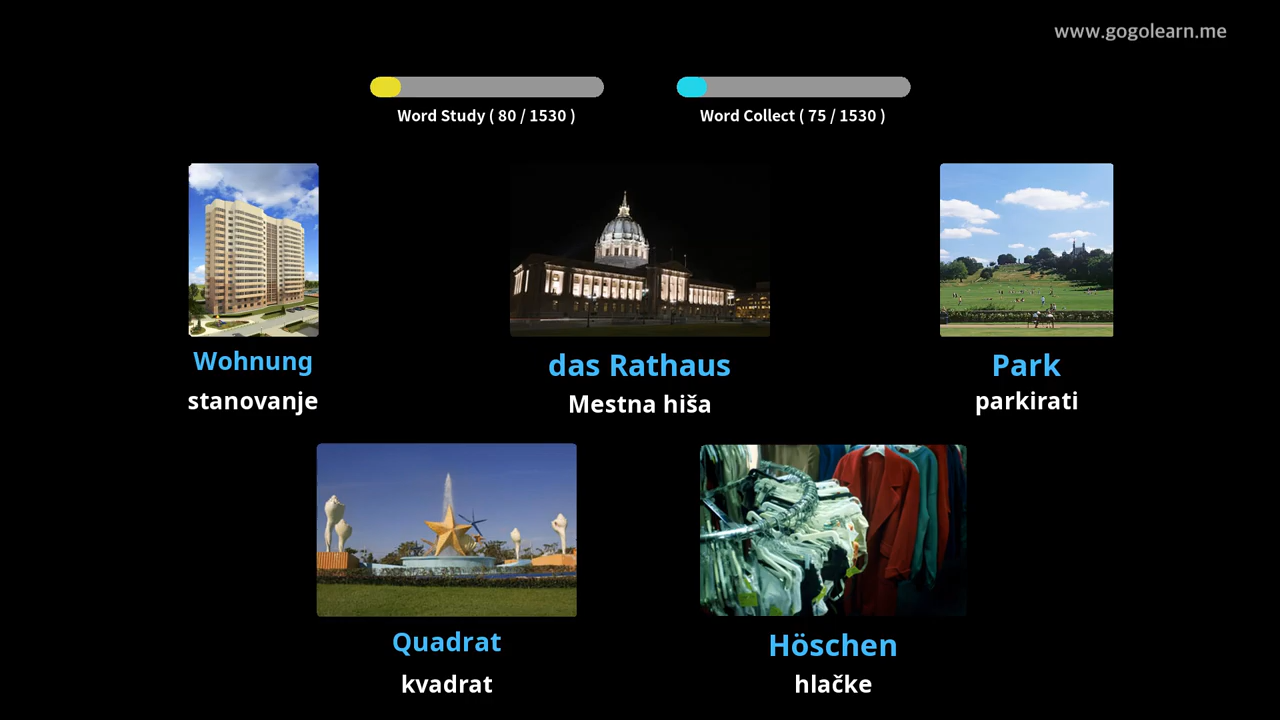 www.gogolearn.me
Word Study ( 80 / 1530 )
Word Collect ( 75 / 1530 )
Wohnung
stanovanje
das Rathaus
Mestna hiša
Park
parkirati
Quadrat
kvadrat
Höschen
hlačke